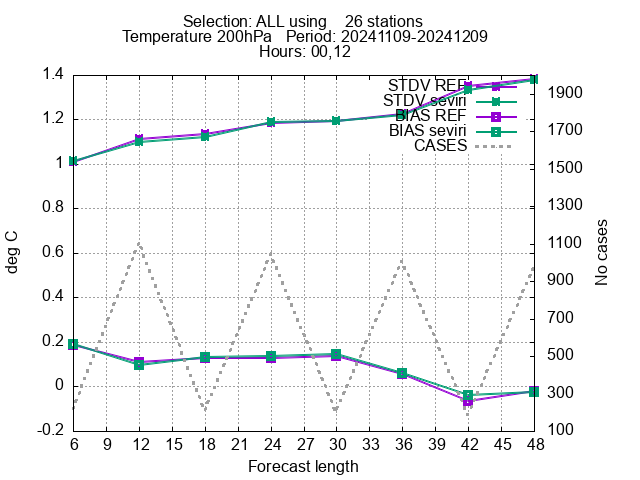 Selection: ALL using    26 stations
Temperature 200hPa   Period: 20241109-20241209
Hours: 00,12
1.4
1.2
1
0.8
0.6
0.4
0.2
0
-0.2
deg C
STDV REF
STDV seviri
BIAS REF
BIAS seviri
CASES
1900
1700
1500
1300
1100
900
700
500
300
100
No cases
6 9 12 15 18 21 24 27 30 33 36 39 42 45 48
Forecast length